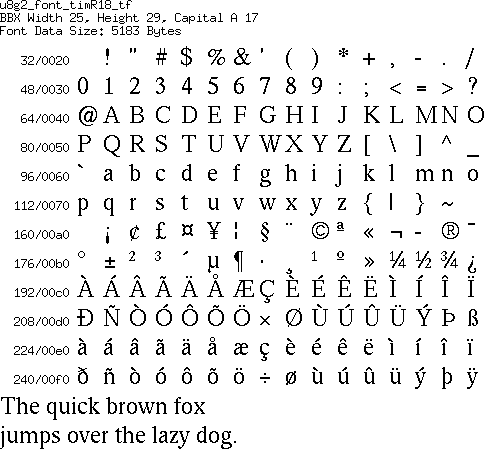 u8g2_font_timR18_tf
BBX Width 25, Height 29, Capital A 17
Font Data Size: 5183 Bytes
32/0020 ! " # $ % & ' ( ) * + , - . /
48/0030 0 1 2 3 4 5 6 7 8 9 : ; < = > ?
64/0040 @ A B C D E F G H I J K L M N O
80/0050 P Q R S T U V W X Y Z [ \ ] ^ _
96/0060 ` a b c d e f g h i j k l m n o
112/0070 p q r s t u v w x y z { | } ~
160/00a0 ¡ ¢ £ ¤ ¥ ¦ § ¨ © ª « ¬ - ® ¯
176/00b0 ° ± ² ³ ´ µ ¶ · ¸ ¹ º » ¼ ½ ¾ ¿
192/00c0 À Á Â Ã Ä Å Æ Ç È É Ê Ë Ì Í Î Ï
208/00d0 Ð Ñ Ò Ó Ô Õ Ö × Ø Ù Ú Û Ü Ý Þ ß
224/00e0 à á â ã ä å æ ç è é ê ë ì í î ï
240/00f0 ð ñ ò ó ô õ ö ÷ ø ù ú û ü ý þ ÿ
The quick brown fox
jumps over the lazy dog.